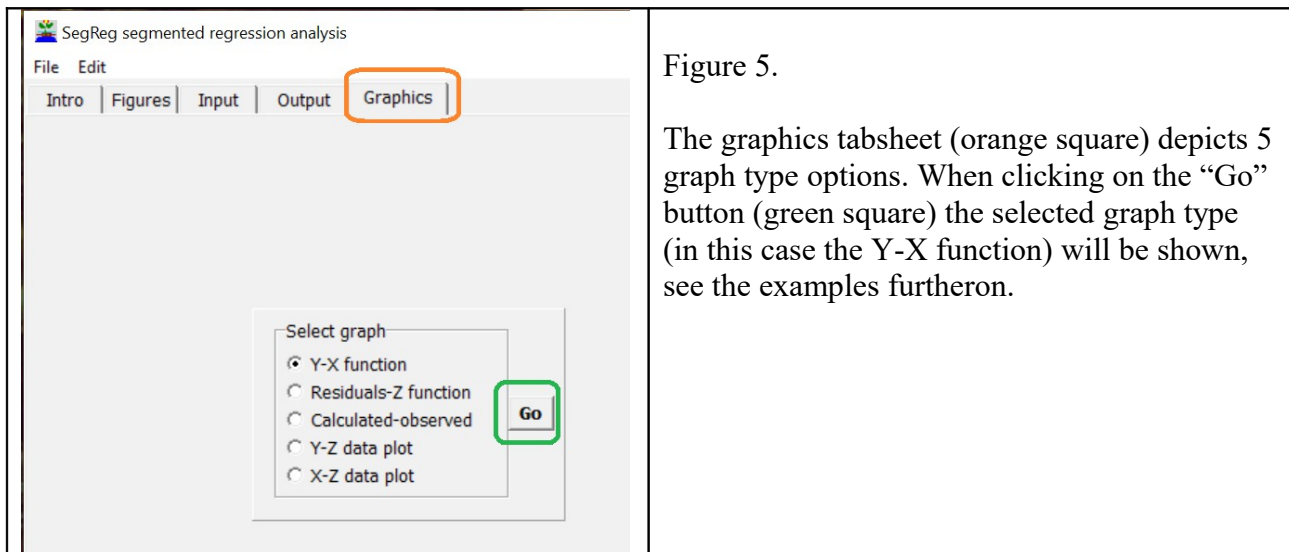 SegReg segmented regression analysis
File Edit
Intro Figures Input Output Graphics
Select graph
Y-X function
Residuals-Z function
Calculated-observed
Y-Z data plot
X-Z data plot
Go
Figure 5.
The graphics tabsheet (orange square) depicts 5
graph type options. When clicking on the “Go”
button (green square) the selected graph type
(in this case the Y-X function) will be shown,
see the examples furtheron.